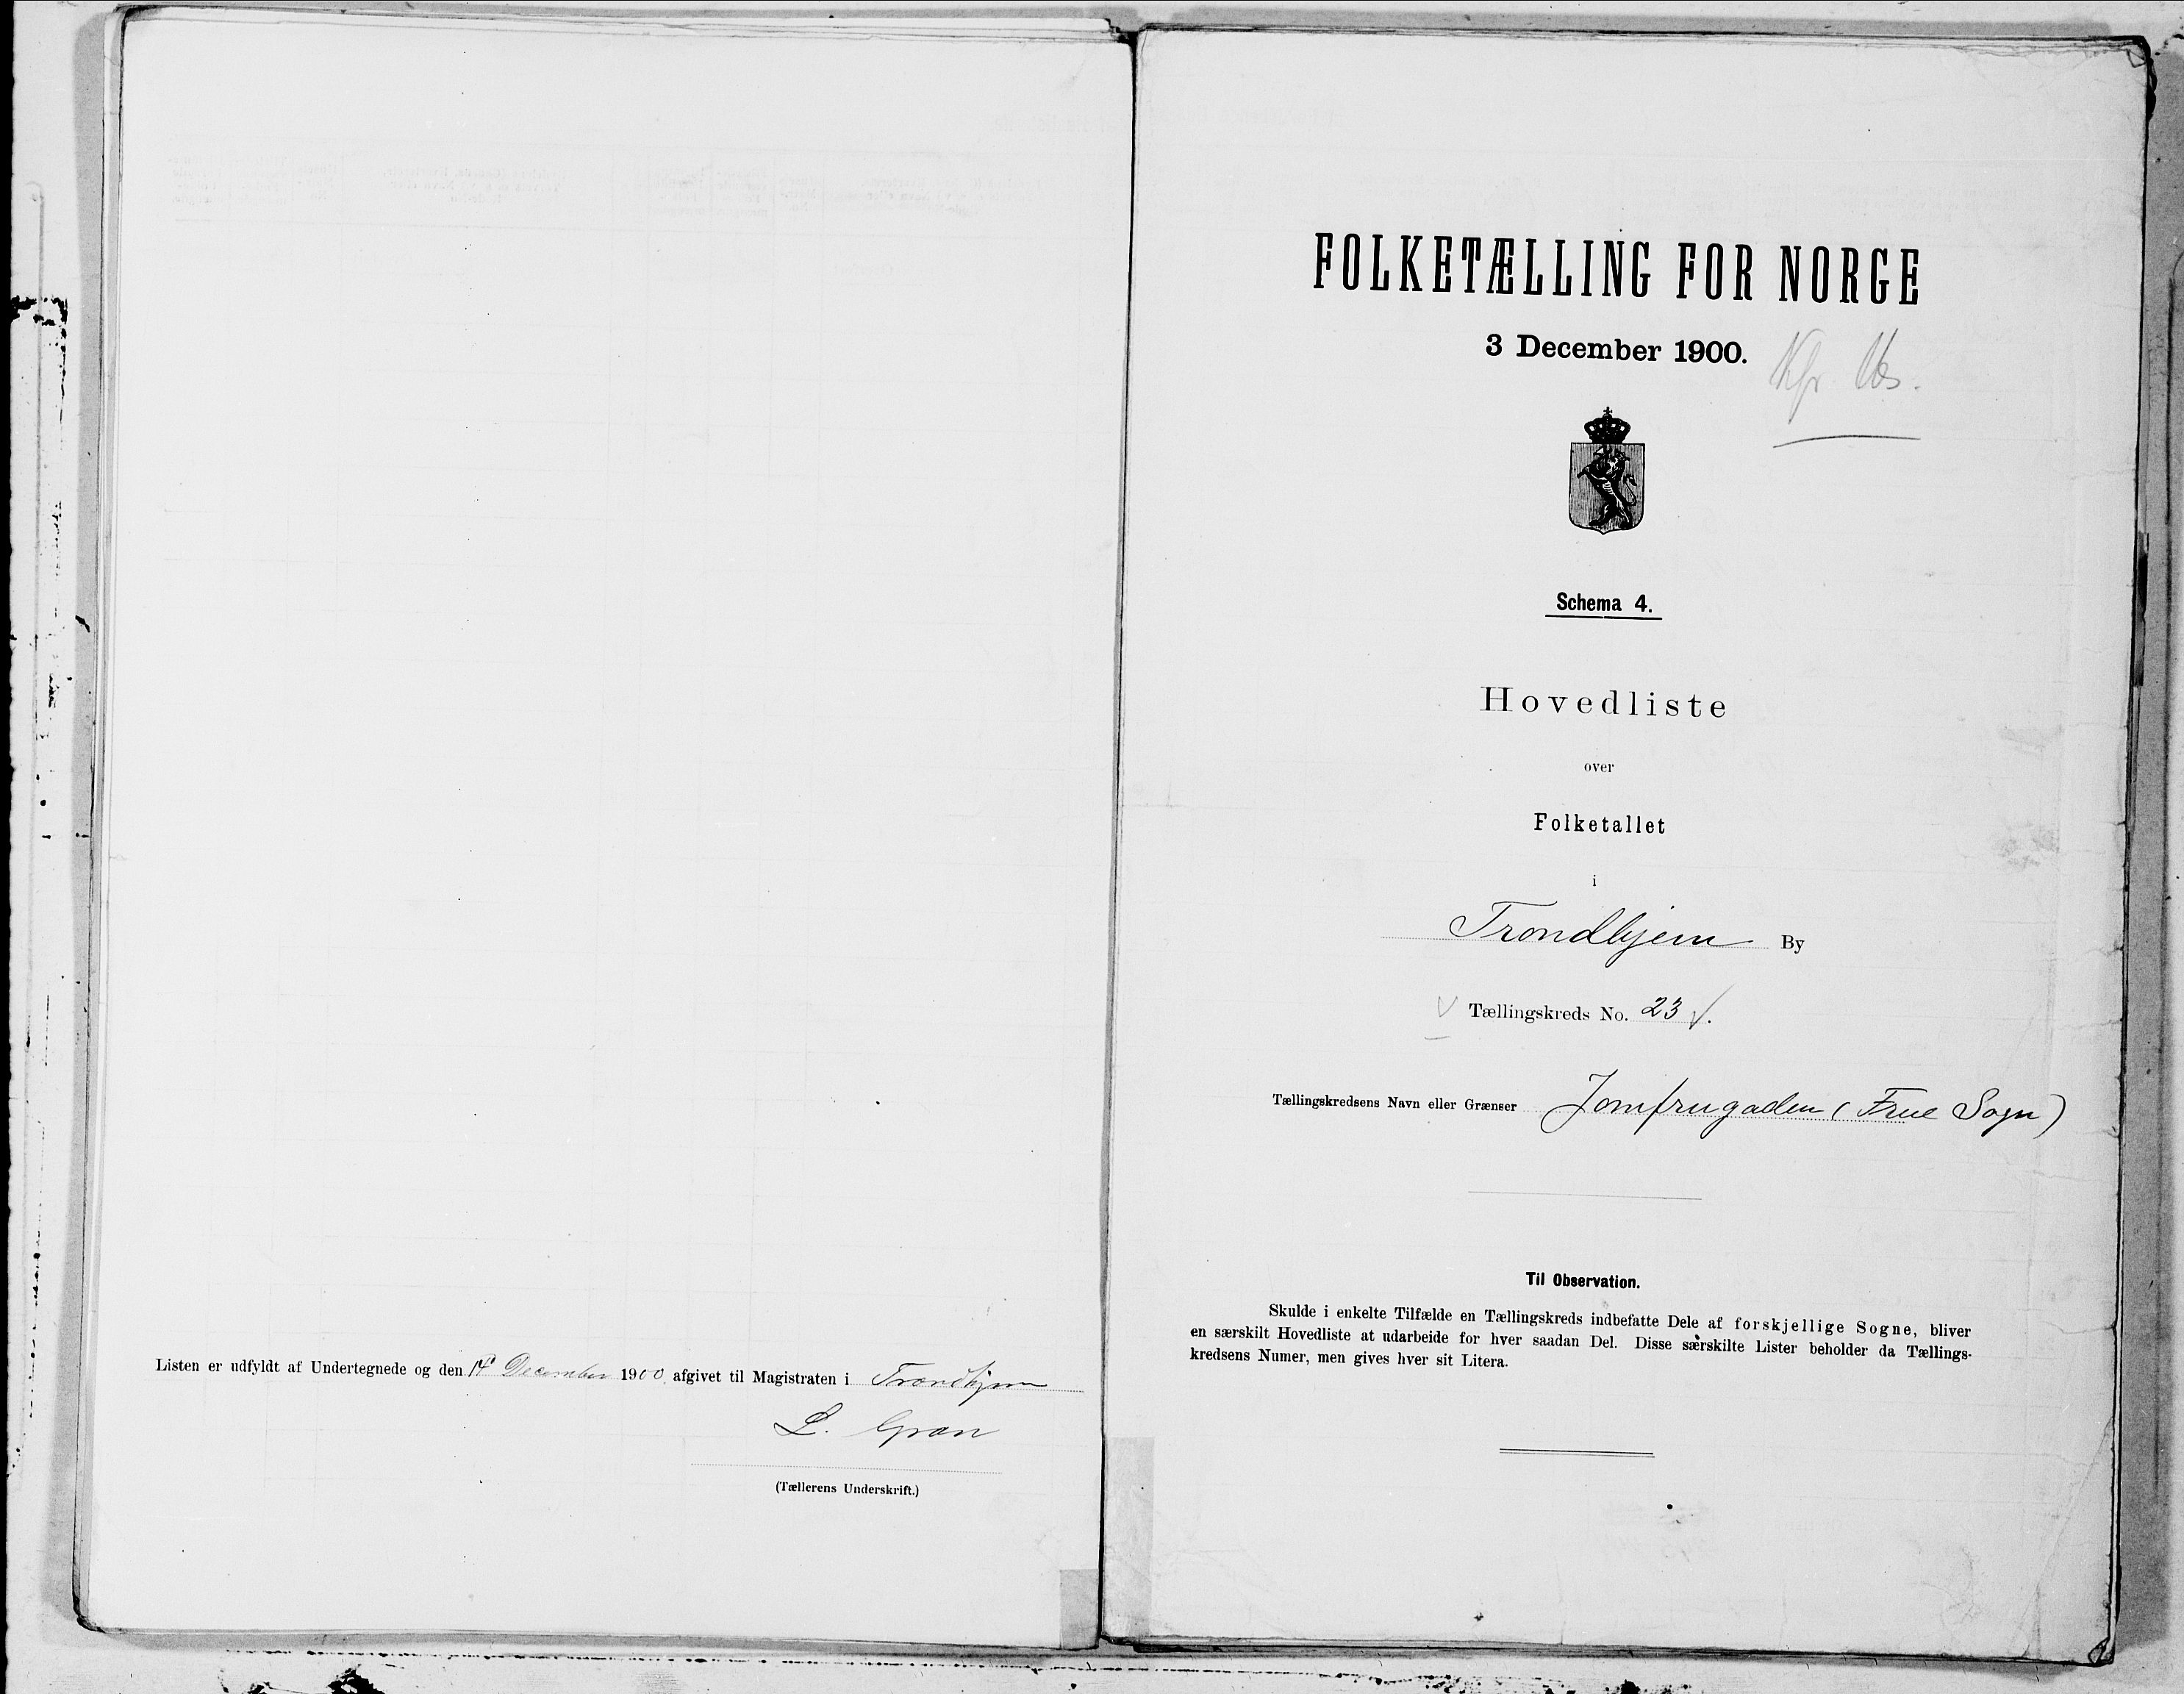 Listen er udfyldt af Undertegnede og den 14 December 1900 afgivet til Magistraten i Trondhjem
L. Gran
(Tællerens Underskrift.)
FOLKETÆLLING FOR NORGE
3 December 1900.
Schema 4.
Hovedliste
over
Folketallet
i
Trondhjem By
Tællingskreds No. 23.
Tællingskredsens Navn eller Grænser Jomfrugaden (Frue Sogn)
Til Observation.
Skulde i enkelte Tilfælde en Tællingskreds indbefatte Dele af forskjellige Sogne, bliver
en særskilt Hovedliste at udarbeide for hver saadan Del. Disse særskilte Lister beholder da Tællings-
kredsens Numer, men gives hver sit Litera.